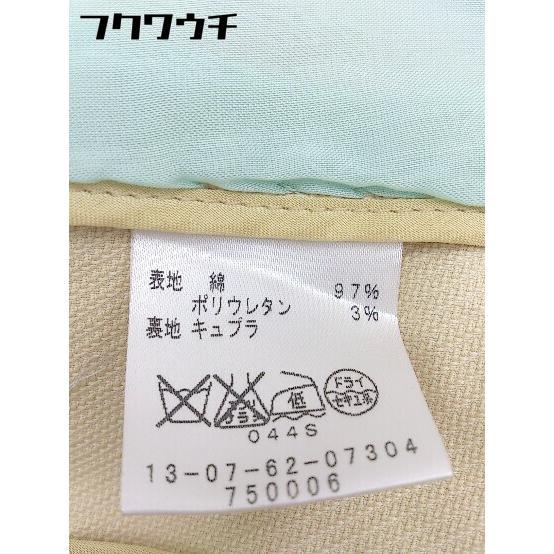 フクワウチ
表地 綿 97%
ポリウレタン 3%
裏地 キュプラ
低
ドライ
セキユ系
044S
13-07-62-07304
750006